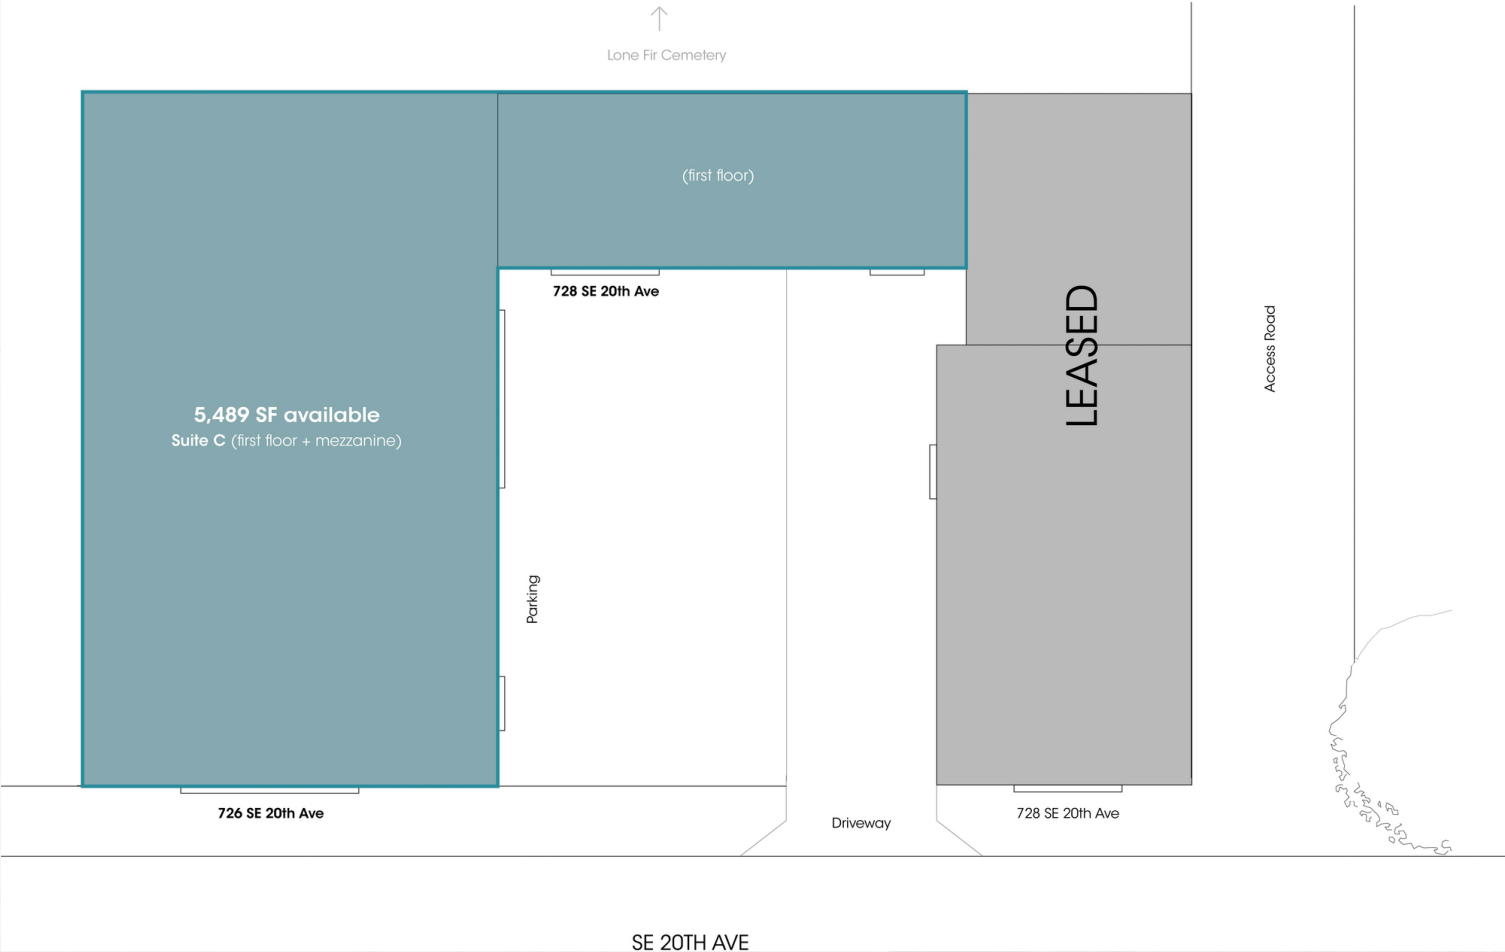 Lone Fir Cemetery
(first floor)
728 SE 20th Ave
LEASED
Access Road
5,489 SF available
Suite C (first floor + mezzanine)
Parking
726 SE 20th Ave
Driveway
728 SE 20th Ave
SE 20TH AVE